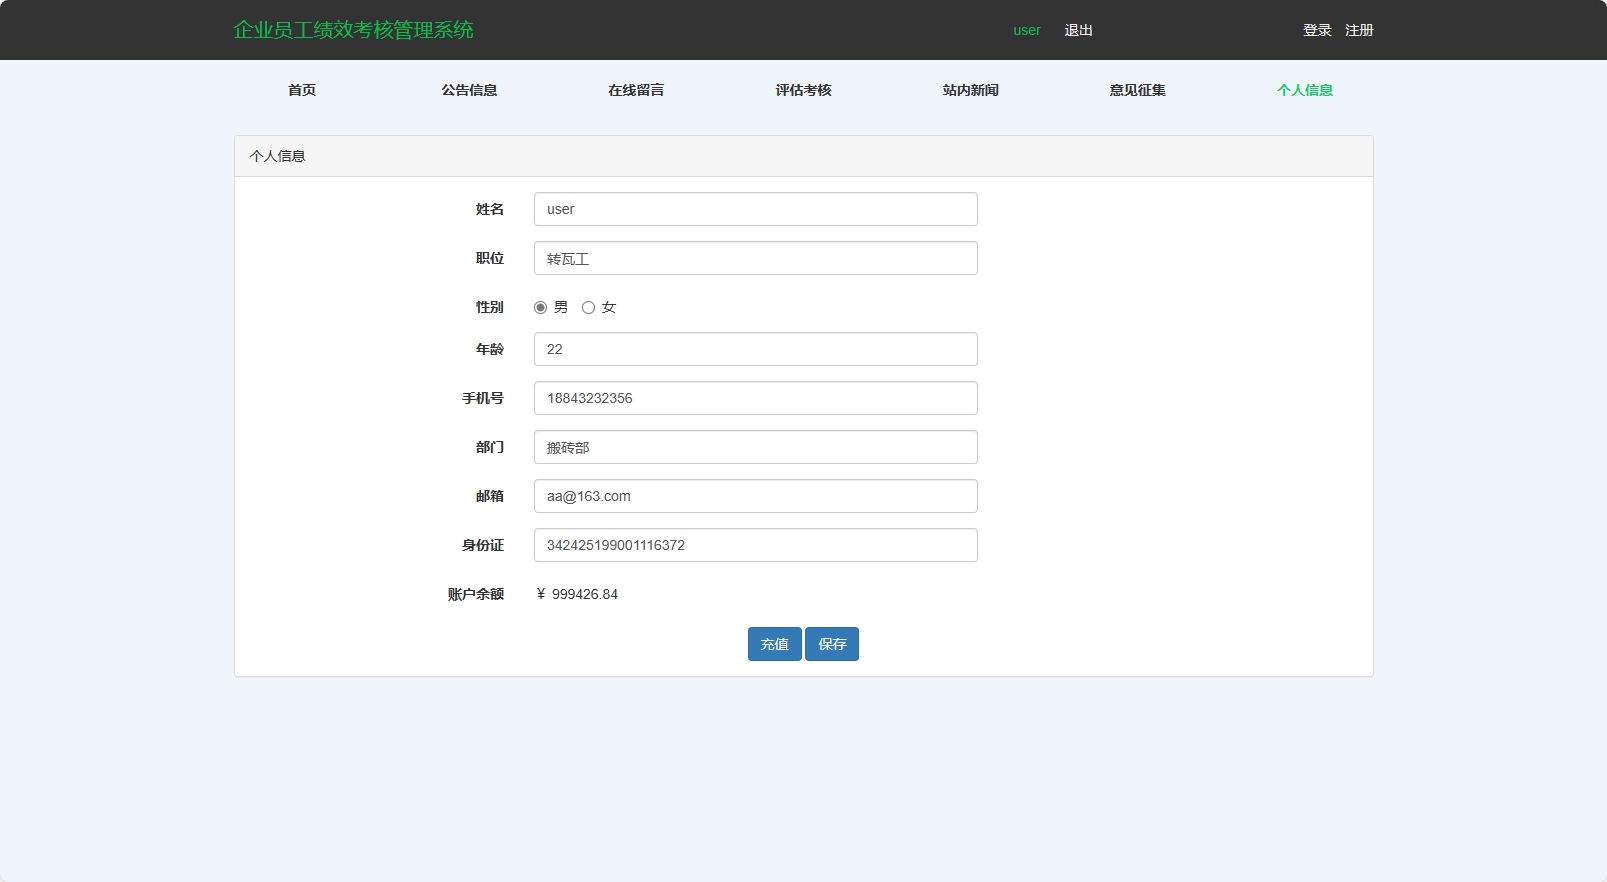 企业员工绩效考核管理系统 user 退出 登录 注册
首页 公告信息 在线留言 评估考核 站内新闻 意见征集 个人信息
个人信息
姓名 user
职位 转瓦工
性别 男 女
年龄 22
手机号 18843232356
部门 搬砖部
邮箱 aa@163.com
身份证 342425199001116372
账户余额 ¥ 999426.84
充值 保存